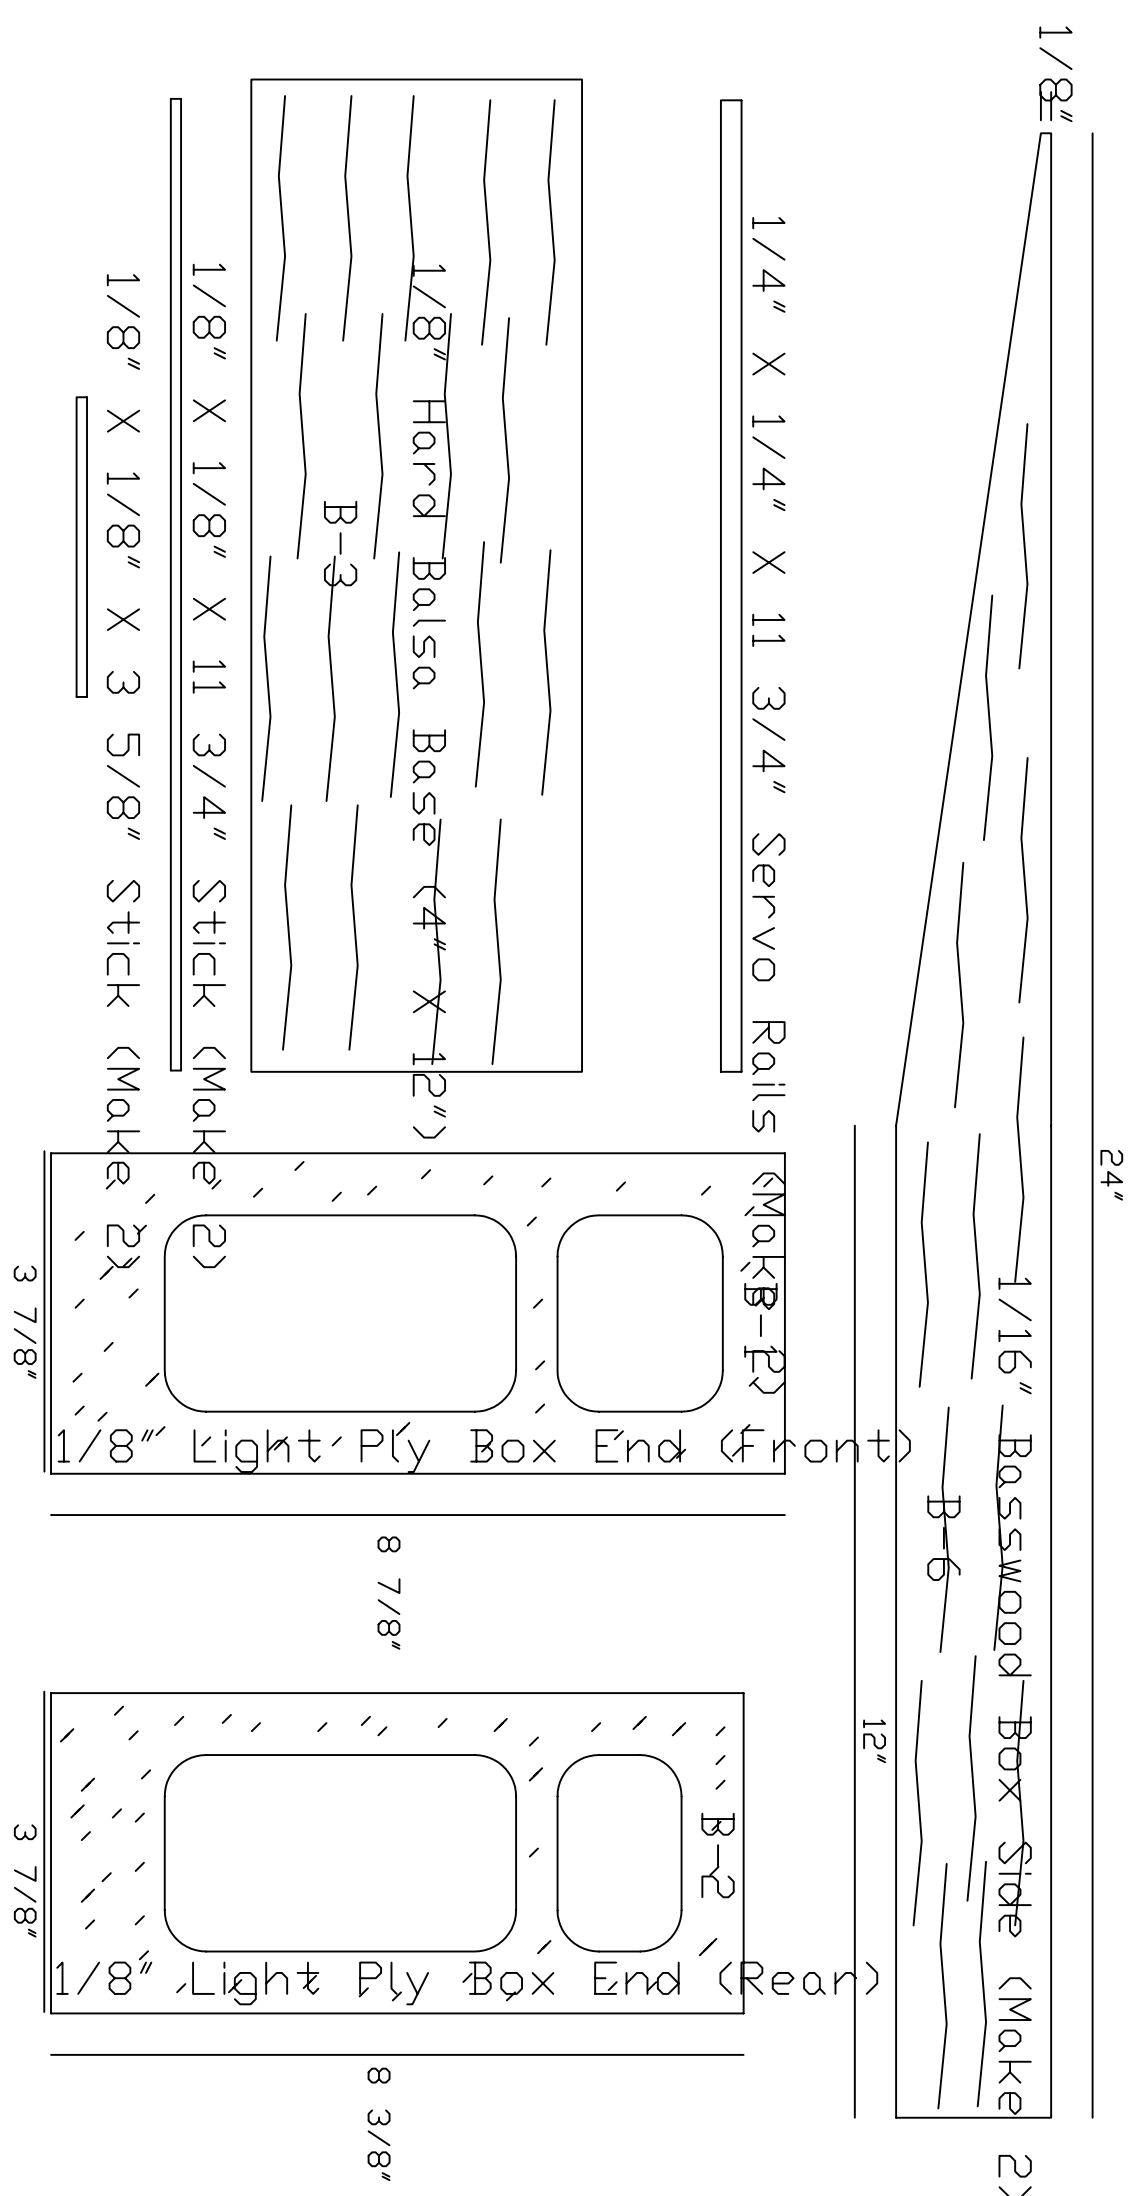 1/8"
24"
1/16" Basswood Box Side (Make 2)
B-6
12"
1/4" X 1/4" X 11 3/4" Servo Rails (Make 2)
B-1
1/8" Hard Balsa Base (4" X 12")
B-3
1/8" X 1/8" X 11 3/4" Stick (Make 2)
1/8" X 1/8" X 3 5/8" Stick (Make 2)
3 7/8"
1/8" Light Ply Box End (Front)
8 7/8"
B-2
3 7/8"
1/8" Light Ply Box End (Rear)
8 3/8"